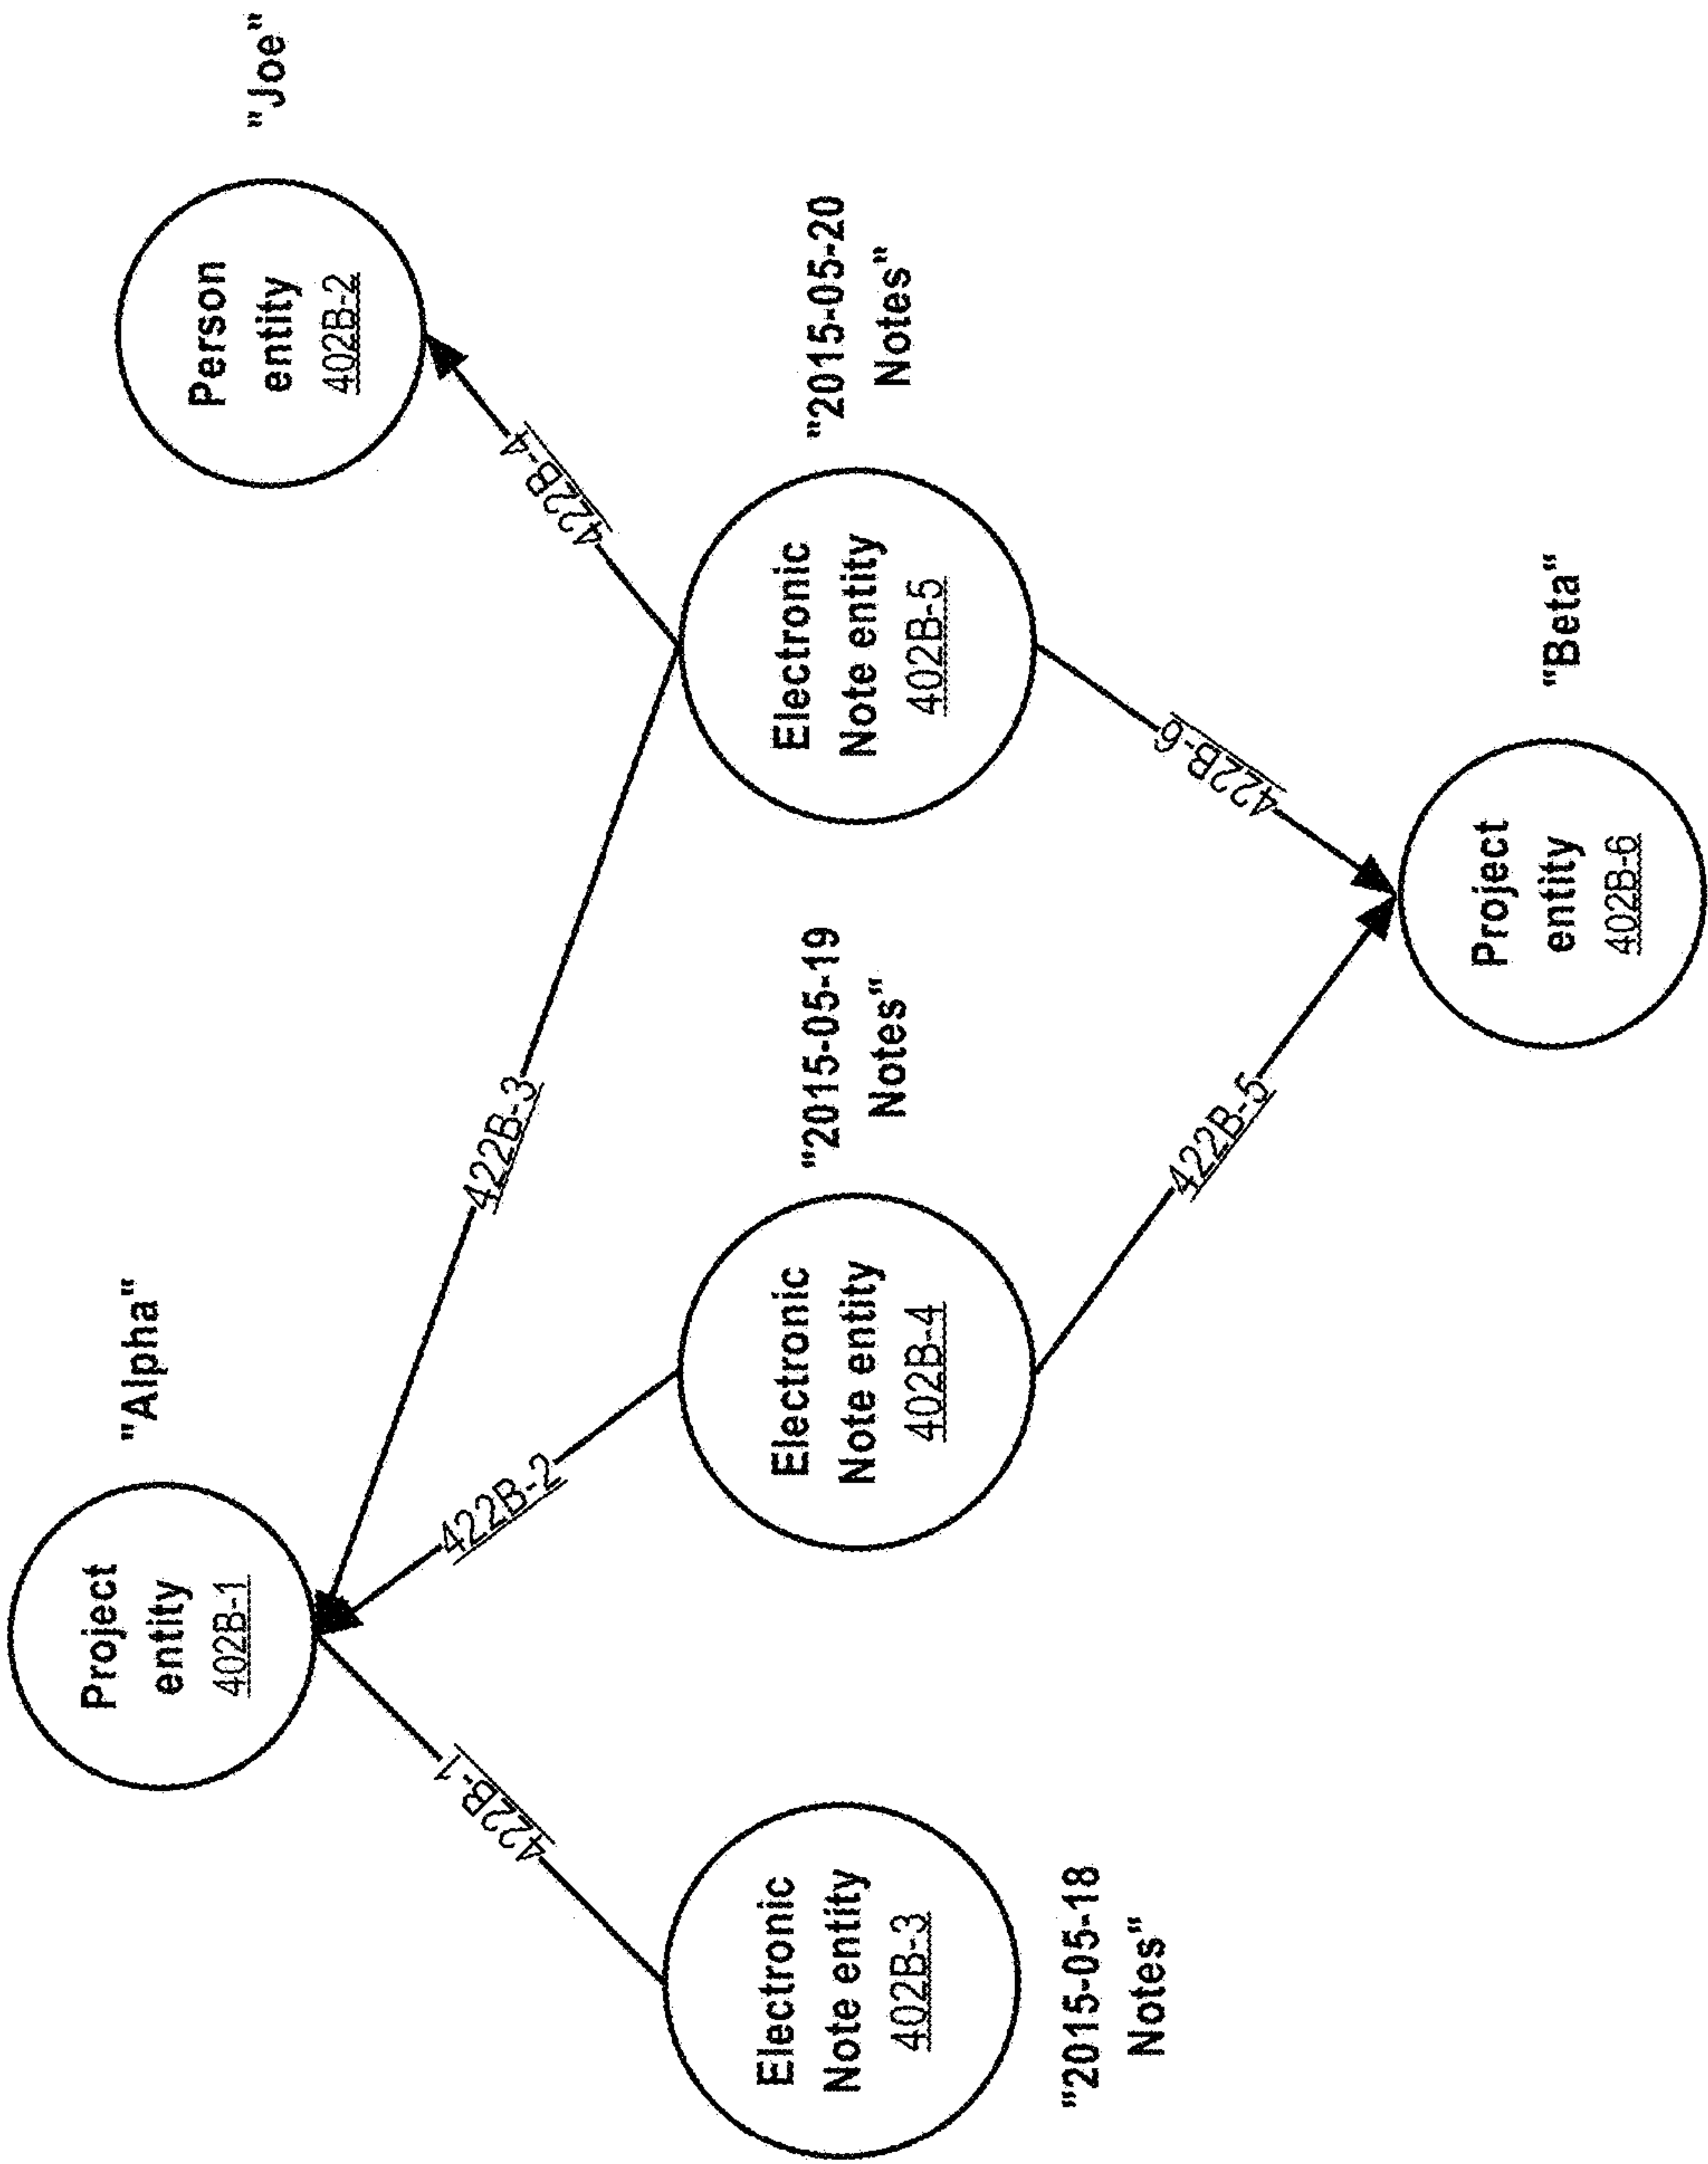 "Alpha"
Project
entity
402B-1
"Joe"
Person
entity
402B-2
422B-1
422B-2
422B-3
422B-4
Electronic
Note entity
402B-3
"2015-05-18
Notes"
Electronic
Note entity
402B-4
"2015-05-19
Notes"
Electronic
Note entity
402B-5
"2015-05-20
Notes"
422B-5
422B-6
Project
entity
402B-6
"Beta"